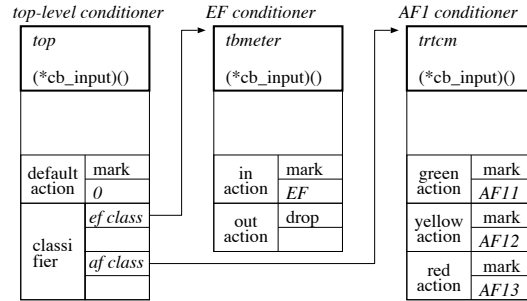 top-level conditioner
top
(*cb_input)()
default action
mark
0
classi fier
ef class
af class
EF conditioner
tbmeter
(*cb_input)()
in action
mark
EF
out action
drop
AF1 conditioner
trtcm
(*cb_input)()
green action
mark
AF11
yellow action
mark
AF12
red action
mark
AF13